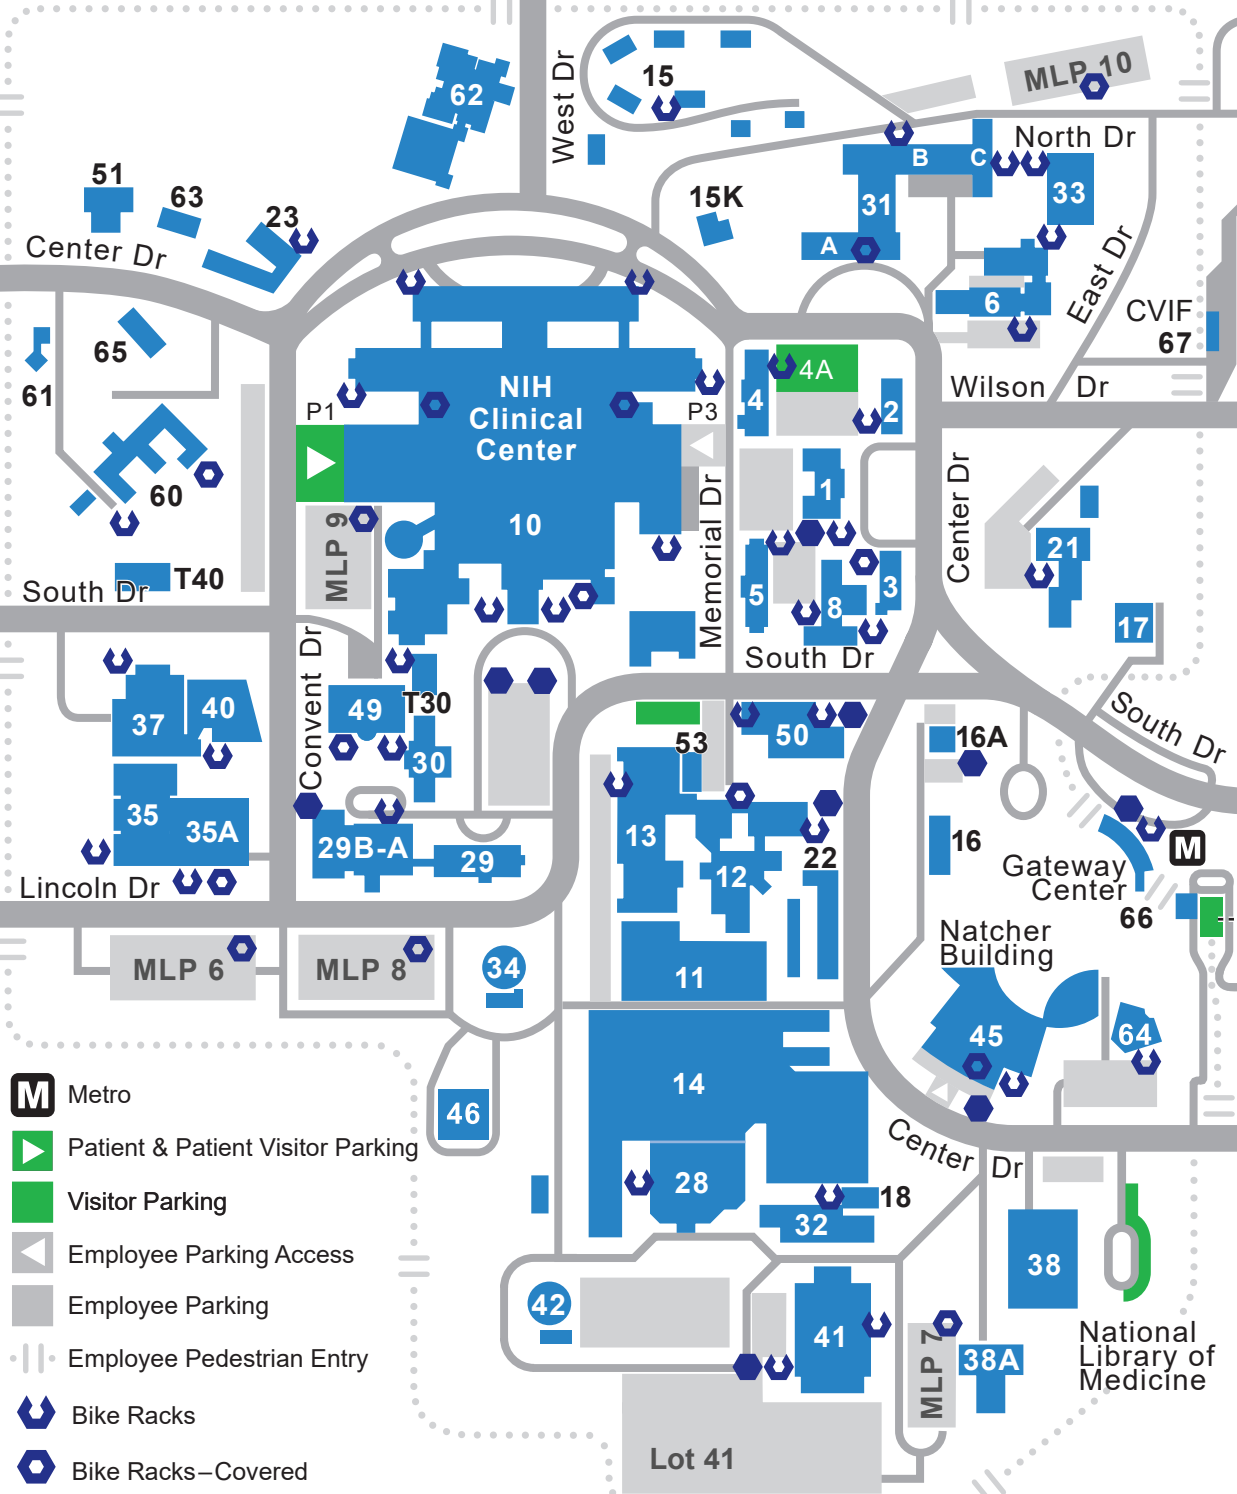 MLP 10
15
West Dr
62
North Dr
B
C
51
63
15K
33
31
23
A
Center Dr
East Dr
6
CVIF
67
65
61
NIH
Clinical
Center
P1
P3
4A
4
2
Wilson Dr
60
1
10
MLP 9
Memorial Dr
Center Dr
21
T40
South Dr
5
8
3
17
South Dr
Convent Dr
37
40
49
T30
30
53
50
16A
South Dr
35
35A
29B-A
29
13
12
22
16
M
Gateway
Center
66
Lincoln Dr
Natcher
Building
MLP 6
MLP 8
34
11
45
64
14
46
Center Dr
28
18
32
38
42
41
MLP 7
38A
National
Library of
Medicine
Lot 41
M
Metro
Patient & Patient Visitor Parking
Visitor Parking
Employee Parking Access
Employee Parking
Employee Pedestrian Entry
Bike Racks
Bike Racks–Covered